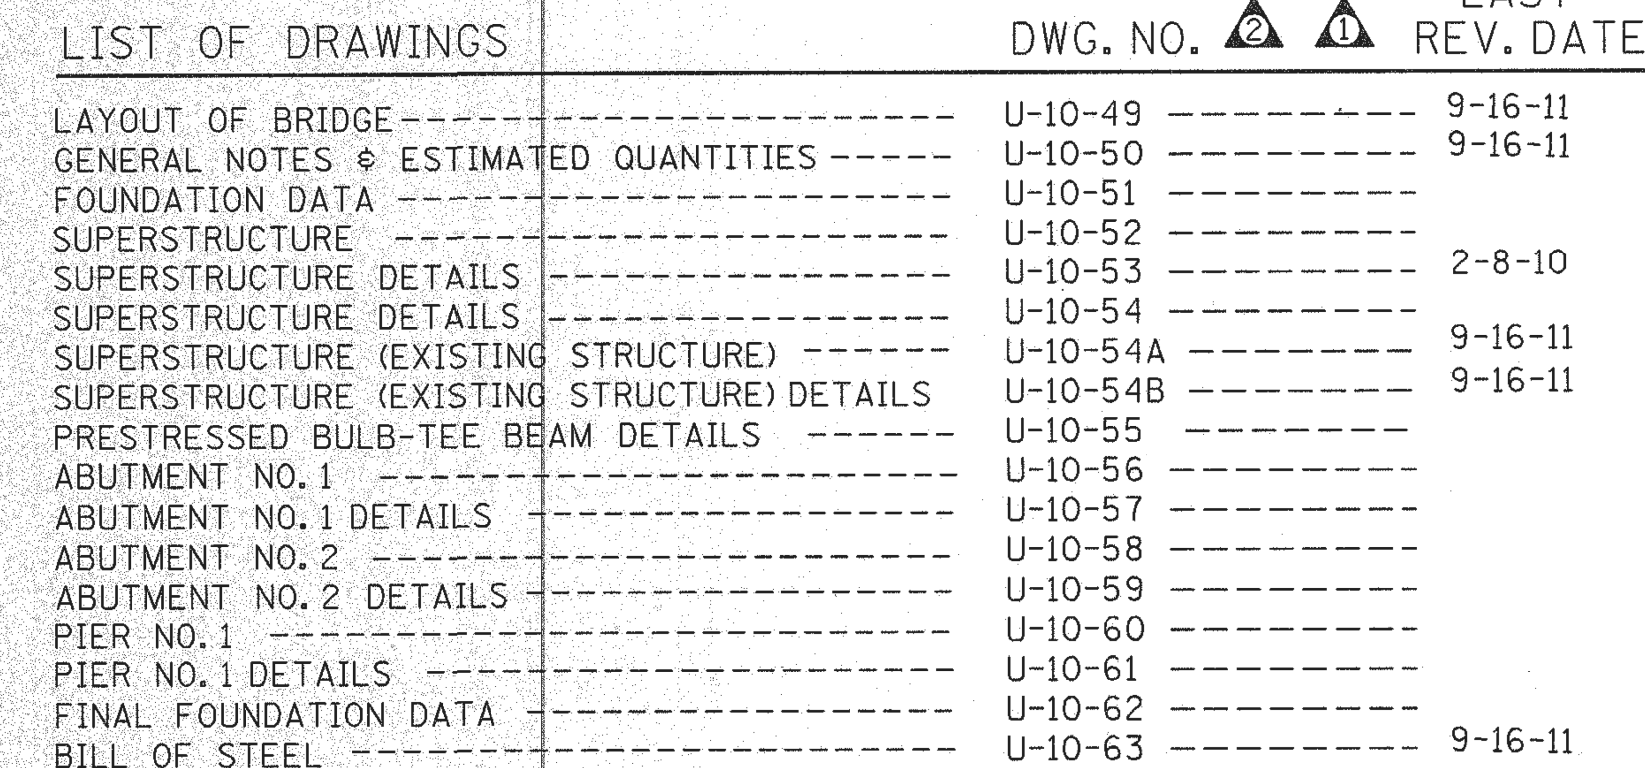 LAST
LIST OF DRAWINGS DWG. NO. 2 1 REV. DATE
LAYOUT OF BRIDGE-------------------- U-10-49 -------- 9-16-11
GENERAL NOTES & ESTIMATED QUANTITIES ----- U-10-50 -------- 9-16-11
FOUNDATION DATA -------------------- U-10-51 --------
SUPERSTRUCTURE -------------------- U-10-52 --------
SUPERSTRUCTURE DETAILS -------------- U-10-53 -------- 2-8-10
SUPERSTRUCTURE DETAILS -------------- U-10-54 --------
SUPERSTRUCTURE (EXISTING STRUCTURE) ------ U-10-54A ------- 9-16-11
SUPERSTRUCTURE (EXISTING STRUCTURE) DETAILS U-10-54B ------- 9-16-11
PRESTRESSED BULB-TEE BEAM DETAILS ------ U-10-55 -------
ABUTMENT NO. 1 -------------------- U-10-56 --------
ABUTMENT NO. 1 DETAILS --------------- U-10-57 --------
ABUTMENT NO. 2 -------------------- U-10-58 --------
ABUTMENT NO. 2 DETAILS --------------- U-10-59 --------
PIER NO. 1 ------------------------ U-10-60 --------
PIER NO. 1 DETAILS ------------------ U-10-61 --------
FINAL FOUNDATION DATA --------------- U-10-62 --------
BILL OF STEEL ---------------------- U-10-63 -------- 9-16-11